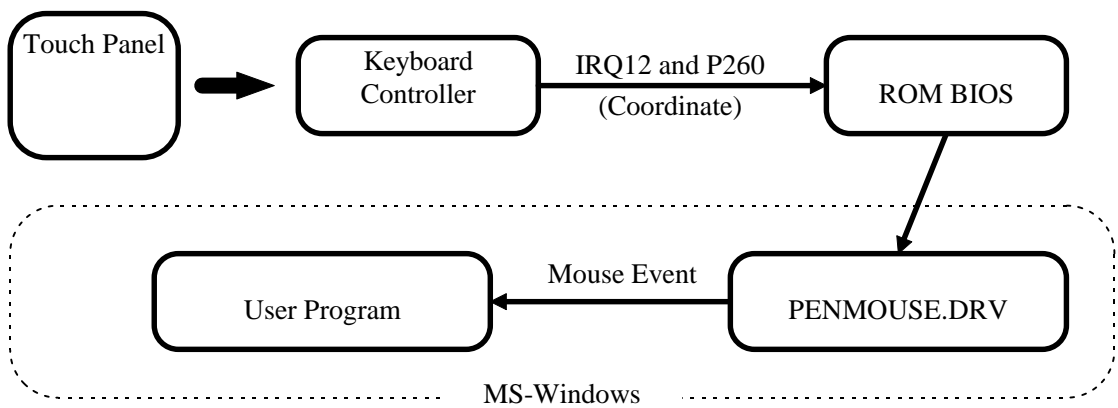 Touch Panel
Keyboard
Controller
IRQ12 and P260
(Coordinate)
ROM BIOS
User Program
Mouse Event
PENMOUSE.DRV
MS-Windows